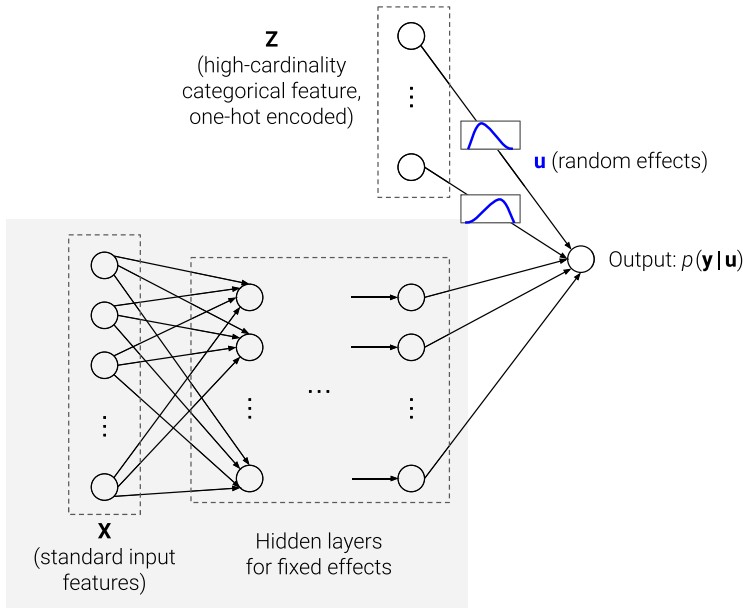 Z
(high-cardinality
categorical feature,
one-hot encoded)
u (random effects)
Output: p(y|u)
X
(standard input
features)
Hidden layers
for fixed effects